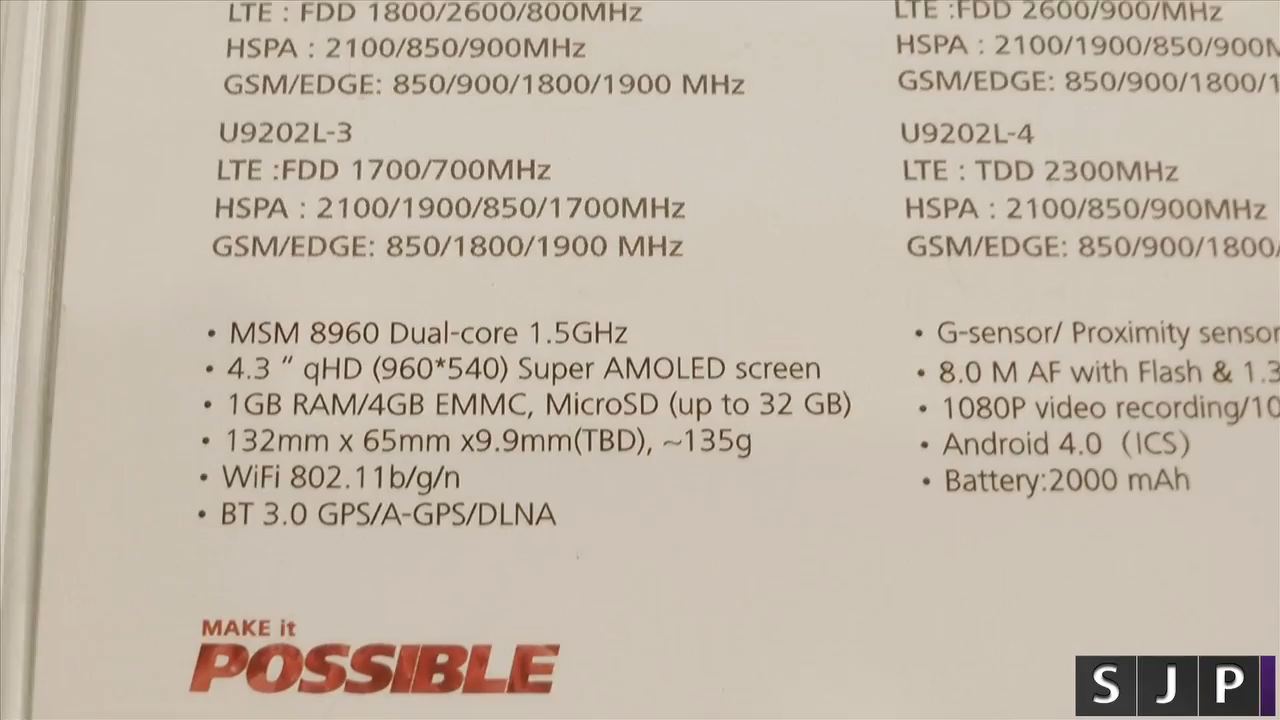 LTE : FDD 1800/2600/800MHz
HSPA : 2100/850/900MHz
GSM/EDGE: 850/900/1800/1900 MHz
U9202L-3
LTE :FDD 1700/700MHz
HSPA : 2100/1900/850/1700MHz
GSM/EDGE: 850/1800/1900 MHz
LTE :FDD 2600/900/MHz
HSPA : 2100/1900/850/900M
GSM/EDGE: 850/900/1800/1
U9202L-4
LTE : TDD 2300MHz
HSPA : 2100/850/900MHz
GSM/EDGE: 850/900/1800/
• MSM 8960 Dual-core 1.5GHz
• 4.3 “ qHD (960*540) Super AMOLED screen
• 1GB RAM/4GB EMMC, MicroSD (up to 32 GB)
• 132mm x 65mm x9.9mm(TBD), ~135g
• WiFi 802.11b/g/n
• BT 3.0 GPS/A-GPS/DLNA
• G-sensor/ Proximity sensor
• 8.0 M AF with Flash & 1.3
• 1080P video recording/10
• Android 4.0（ICS）
• Battery:2000 mAh
MAKE it
POSSIBLE
SJP